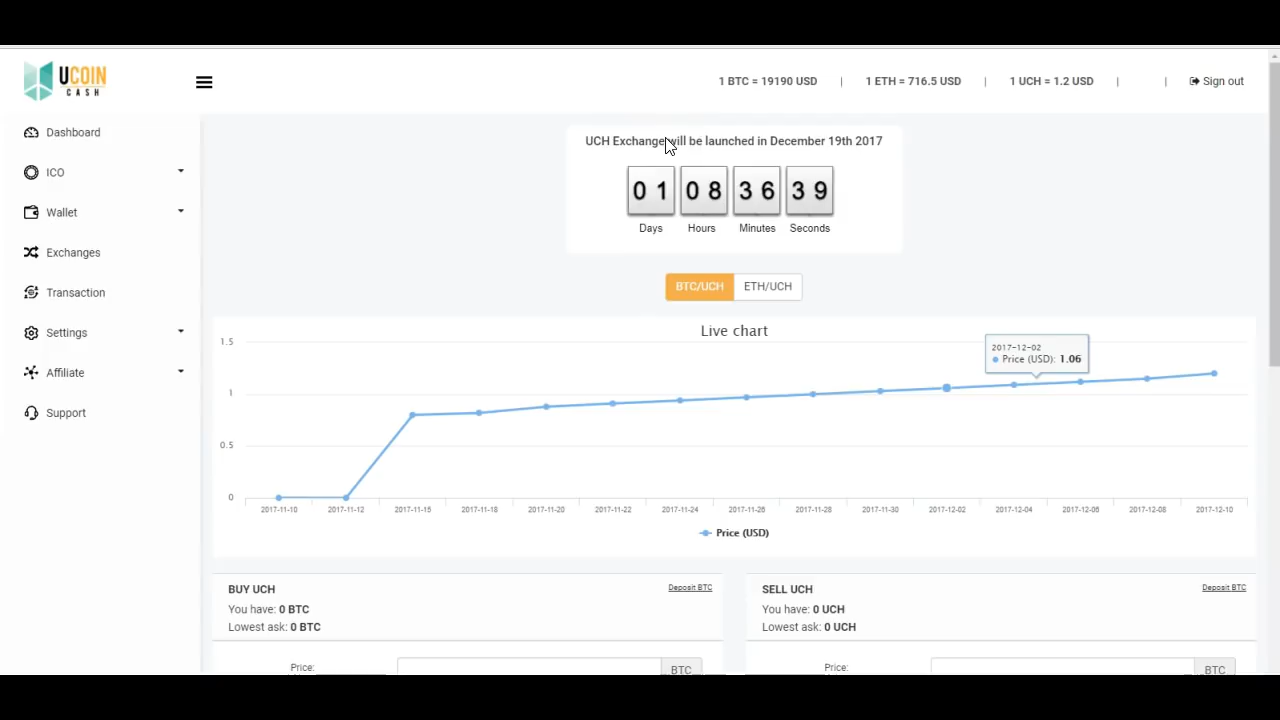 UCOIN
CASH
1 BTC = 19190 USD | 1 ETH = 716.5 USD | 1 UCH = 1.2 USD | | Sign out
Dashboard
ICO
Wallet
Exchanges
Transaction
Settings
Affiliate
Support
UCH Exchange will be launched in December 19th 2017
01 08 36 39
Days Hours Minutes Seconds
BTC/UCH ETH/UCH
Live chart
2017-12-02
Price (USD): 1.06
1.5
1
0.5
0
2017-11-10 2017-11-12 2017-11-15 2017-11-18 2017-11-20 2017-11-22 2017-11-24 2017-11-26 2017-11-28 2017-11-30 2017-12-02 2017-12-04 2017-12-06 2017-12-08 2017-12-10
Price (USD)
BUY UCH Deposit BTC
You have: 0 BTC
Lowest ask: 0 BTC
Price: BTC
SELL UCH Deposit BTC
You have: 0 UCH
Lowest ask: 0 UCH
Price: BTC